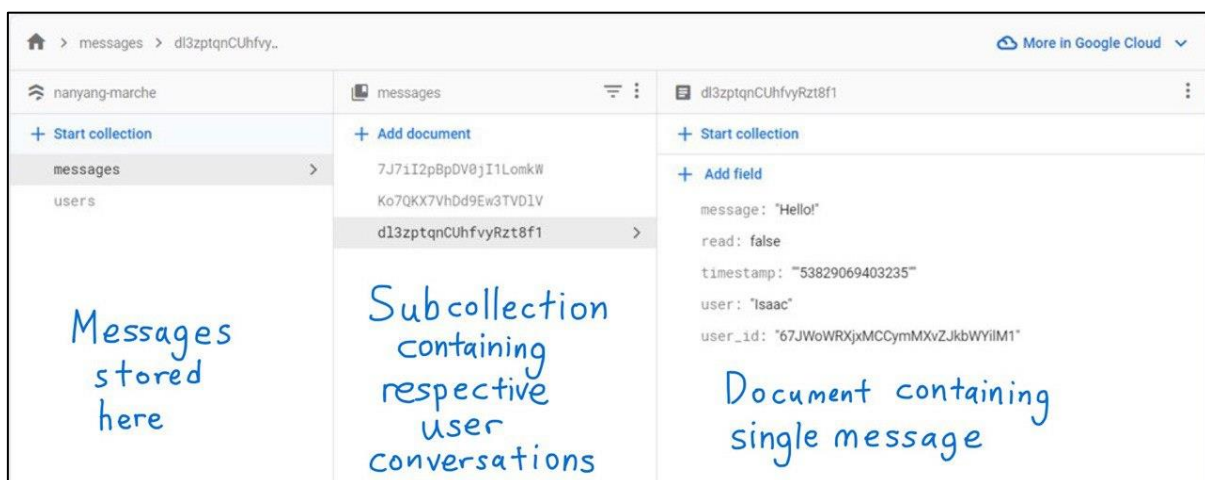 > messages > dl3zptqnCUhfvy..
More in Google Cloud
nanyang-marche
+ Start collection
messages >
users
Messages
stored
here
messages
+ Add document
7J7iI2pBpDV0jI1LomkW
Ko7QKX7VhDd9Ew3TVDlV
dl3zptqnCUhfvyRzt8f1 >
Subcollection
containing
respective
user
conversations
dl3zptqnCUhfvyRzt8f1
+ Start collection
+ Add field
message: "Hello!"
read: false
timestamp: ""53829069403235""
user: "Isaac"
user_id: "67JWoWRXjxMCCymMXvZJkbWYilM1"
Document containing
single message